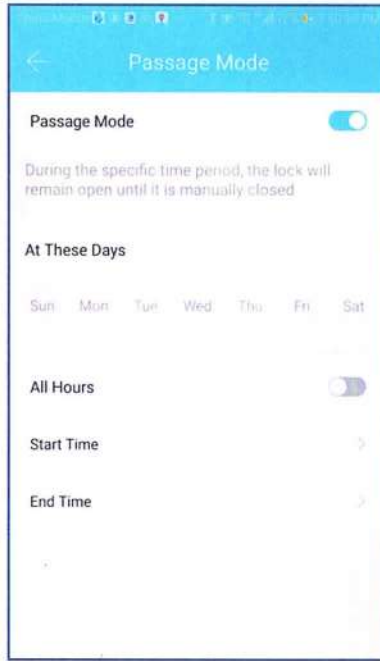 Passage Mode
Passage Mode
During the specific time period, the lock will
remain open until it is manually closed
At These Days
Sun Mon Tue Wed Thu Fri Sat
All Hours
Start Time
End Time